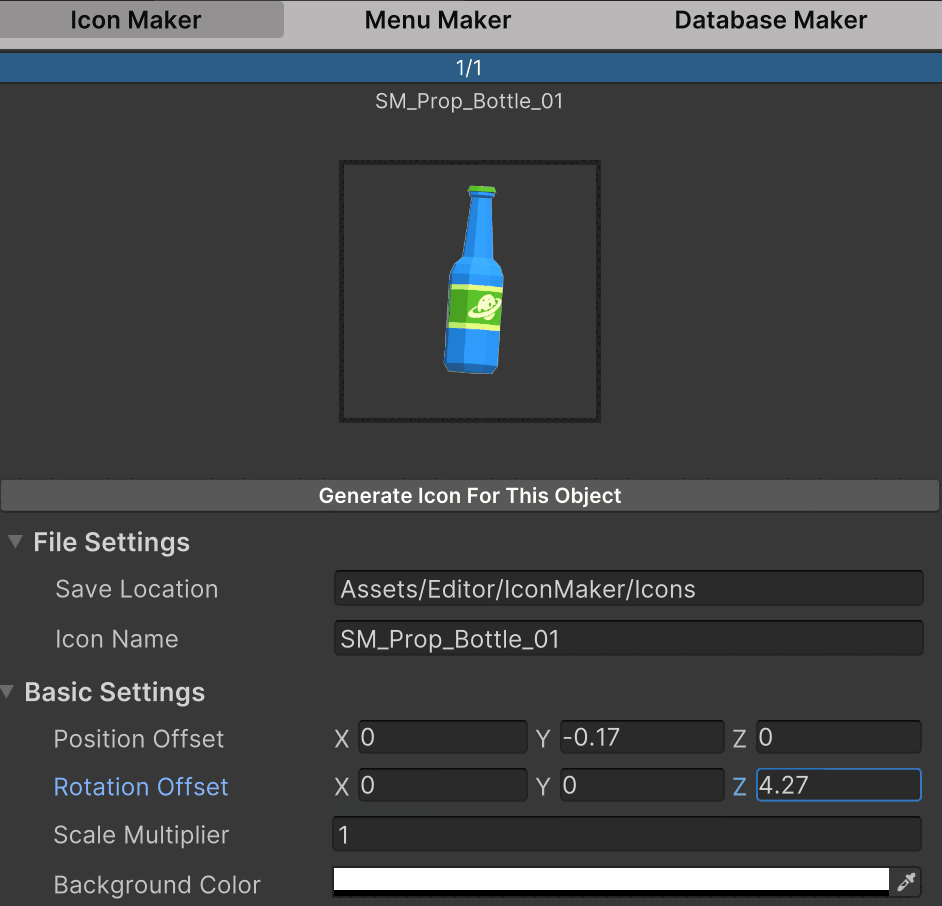 Icon Maker Menu Maker Database Maker
1/1
SM_Prop_Bottle_01
Generate Icon For This Object
File Settings
Save Location Assets/Editor/IconMaker/Icons
Icon Name SM_Prop_Bottle_01
Basic Settings
Position Offset X 0 Y -0.17 Z 0
Rotation Offset X 0 Y 0 Z 4.27
Scale Multiplier 1
Background Color